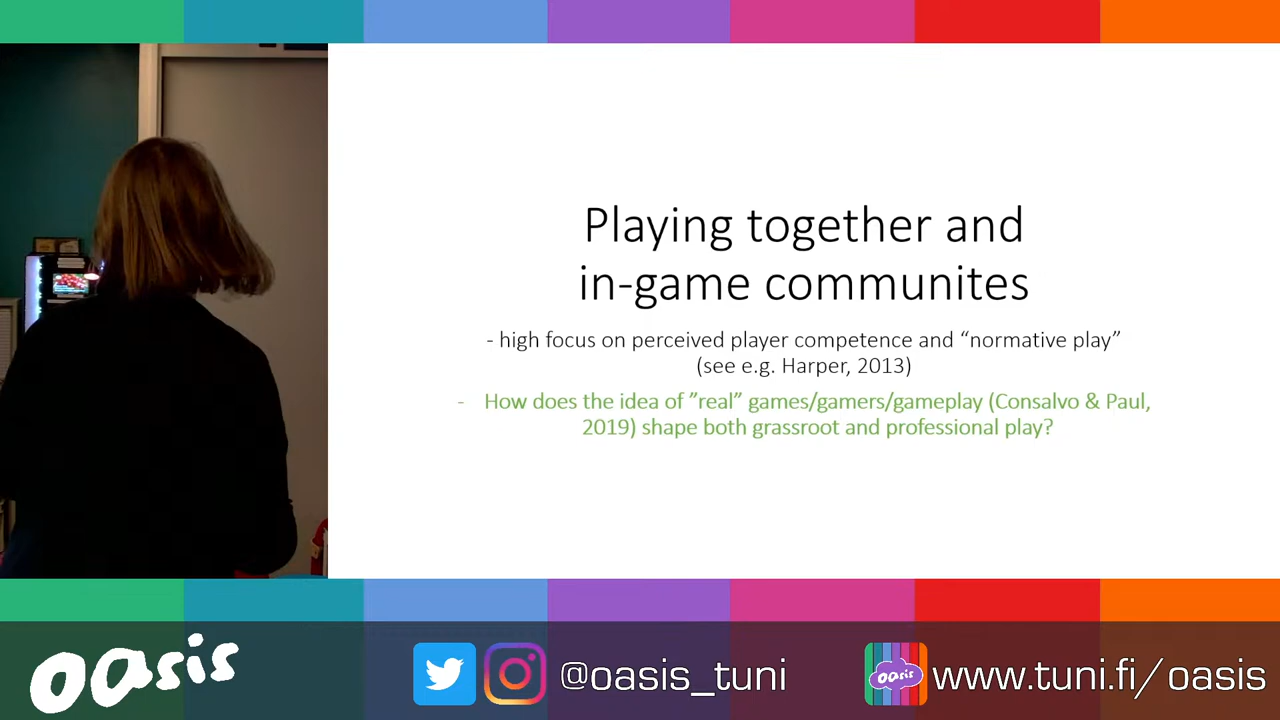 Playing together and
in-game communites
- high focus on perceived player competence and “normative play”
(see e.g. Harper, 2013)
- How does the idea of ”real” games/gamers/gameplay (Consalvo & Paul,
2019) shape both grassroot and professional play?
oasis
@oasis_tuni
oasis
www.tuni.fi/oasis